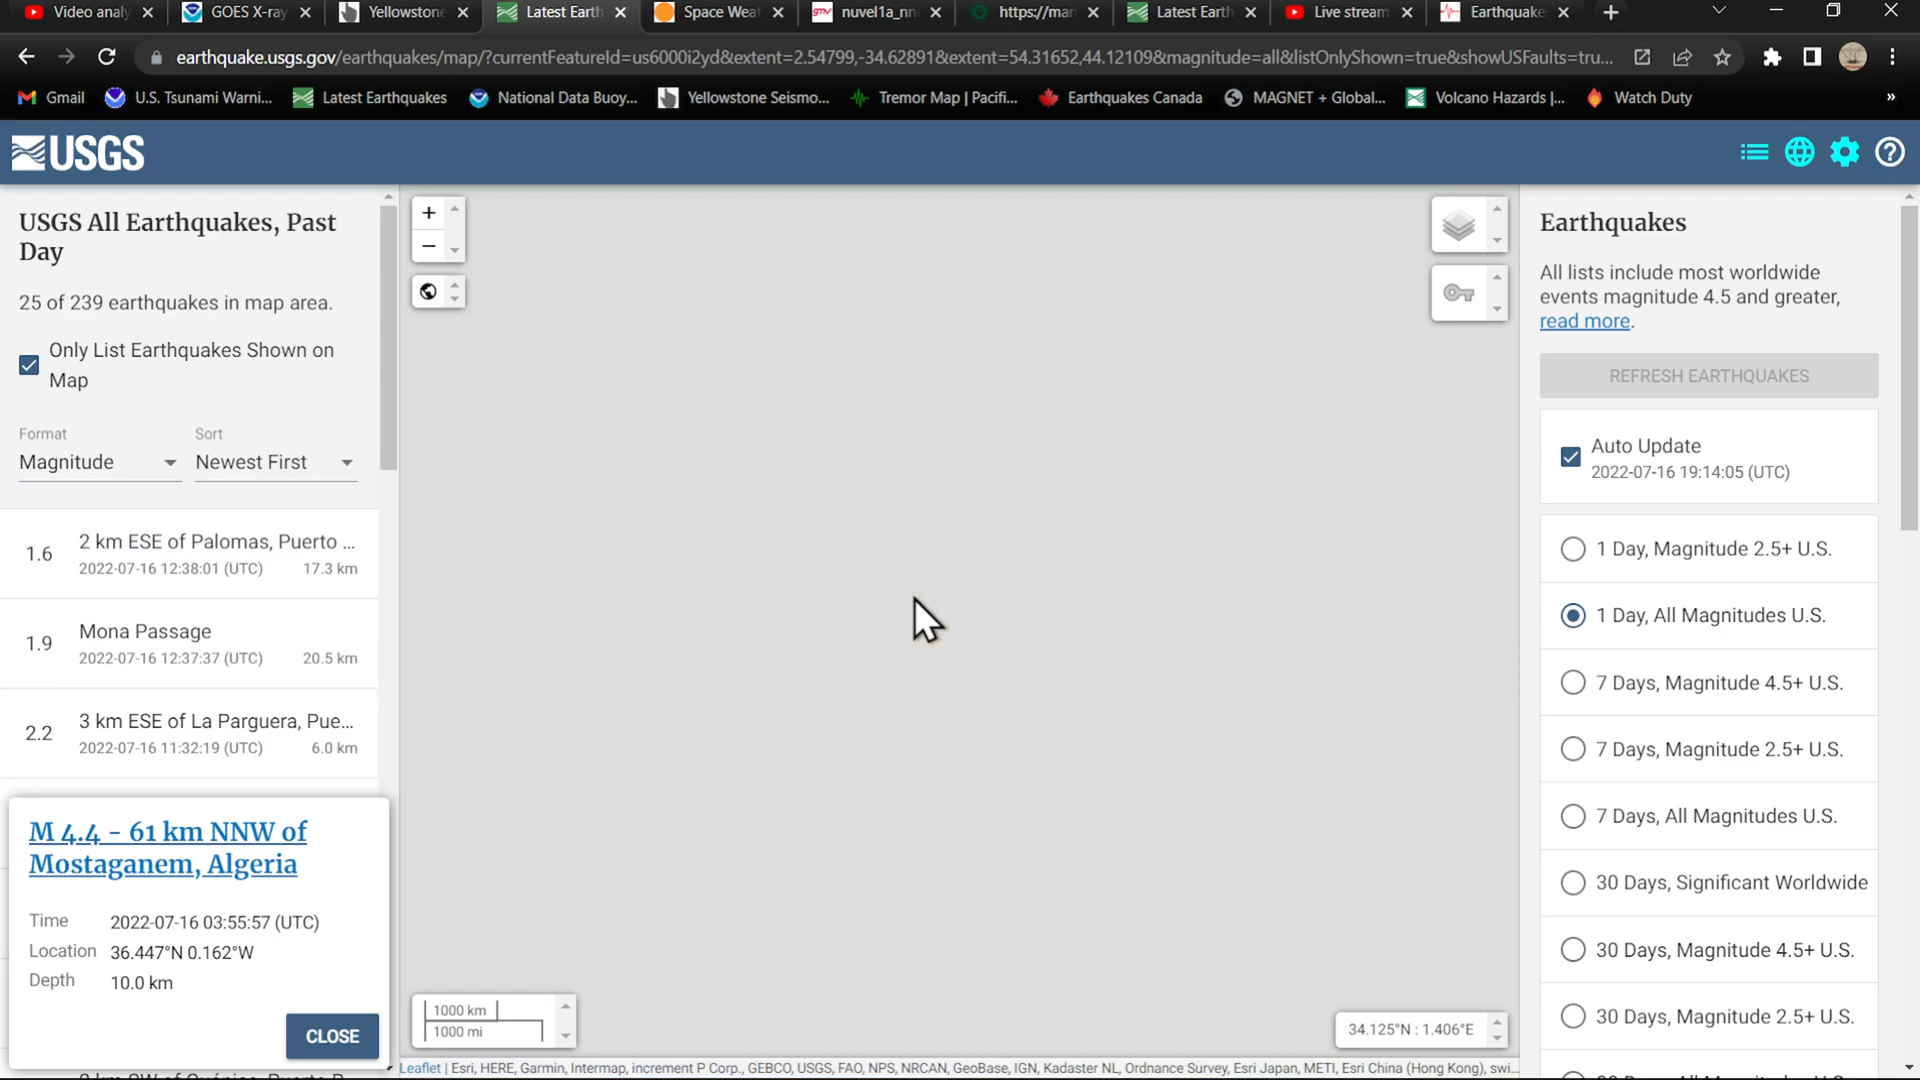 Video analy
GOES X-ray
Yellowstone
Latest Earth
Space Weat
gmv nuvel1a_nn
https://mar
Latest Earth
Live stream
Earthquake
earthquake.usgs.gov/earthquakes/map/?currentFeatureId=us6000i2yd&extent=2.54799,-34.62891&extent=54.31652,44.12109&magnitude=all&listOnlyShown=true&showUSFaults=tru...
Gmail
U.S. Tsunami Warni...
Latest Earthquakes
National Data Buoy...
Yellowstone Seismo...
Tremor Map | Pacifi...
Earthquakes Canada
MAGNET + Global...
Volcano Hazards |...
Watch Duty
»
USGS
USGS All Earthquakes, Past
Day
25 of 239 earthquakes in map area.
Only List Earthquakes Shown on
Map
Format
Sort
Magnitude
Newest First
1.6
2 km ESE of Palomas, Puerto ...
2022-07-16 12:38:01 (UTC) 17.3 km
1.9
Mona Passage
2022-07-16 12:37:37 (UTC) 20.5 km
2.2
3 km ESE of La Parguera, Pue...
2022-07-16 11:32:19 (UTC) 6.0 km
M 4.4 - 61 km NNW of
Mostaganem, Algeria
Time 2022-07-16 03:55:57 (UTC)
Location 36.447°N 0.162°W
Depth 10.0 km
CLOSE
+
−
1000 km
1000 mi
34.125°N : 1.406°E
Leaflet | Esri, HERE, Garmin, Intermap, increment P Corp., GEBCO, USGS, FAO, NPS, NRCAN, GeoBase, IGN, Kadaster NL, Ordnance Survey, Esri Japan, METI, Esri China (Hong Kong), swi...
Earthquakes
All lists include most worldwide
events magnitude 4.5 and greater,
read more.
REFRESH EARTHQUAKES
Auto Update
2022-07-16 19:14:05 (UTC)
1 Day, Magnitude 2.5+ U.S.
1 Day, All Magnitudes U.S.
7 Days, Magnitude 4.5+ U.S.
7 Days, Magnitude 2.5+ U.S.
7 Days, All Magnitudes U.S.
30 Days, Significant Worldwide
30 Days, Magnitude 4.5+ U.S.
30 Days, Magnitude 2.5+ U.S.